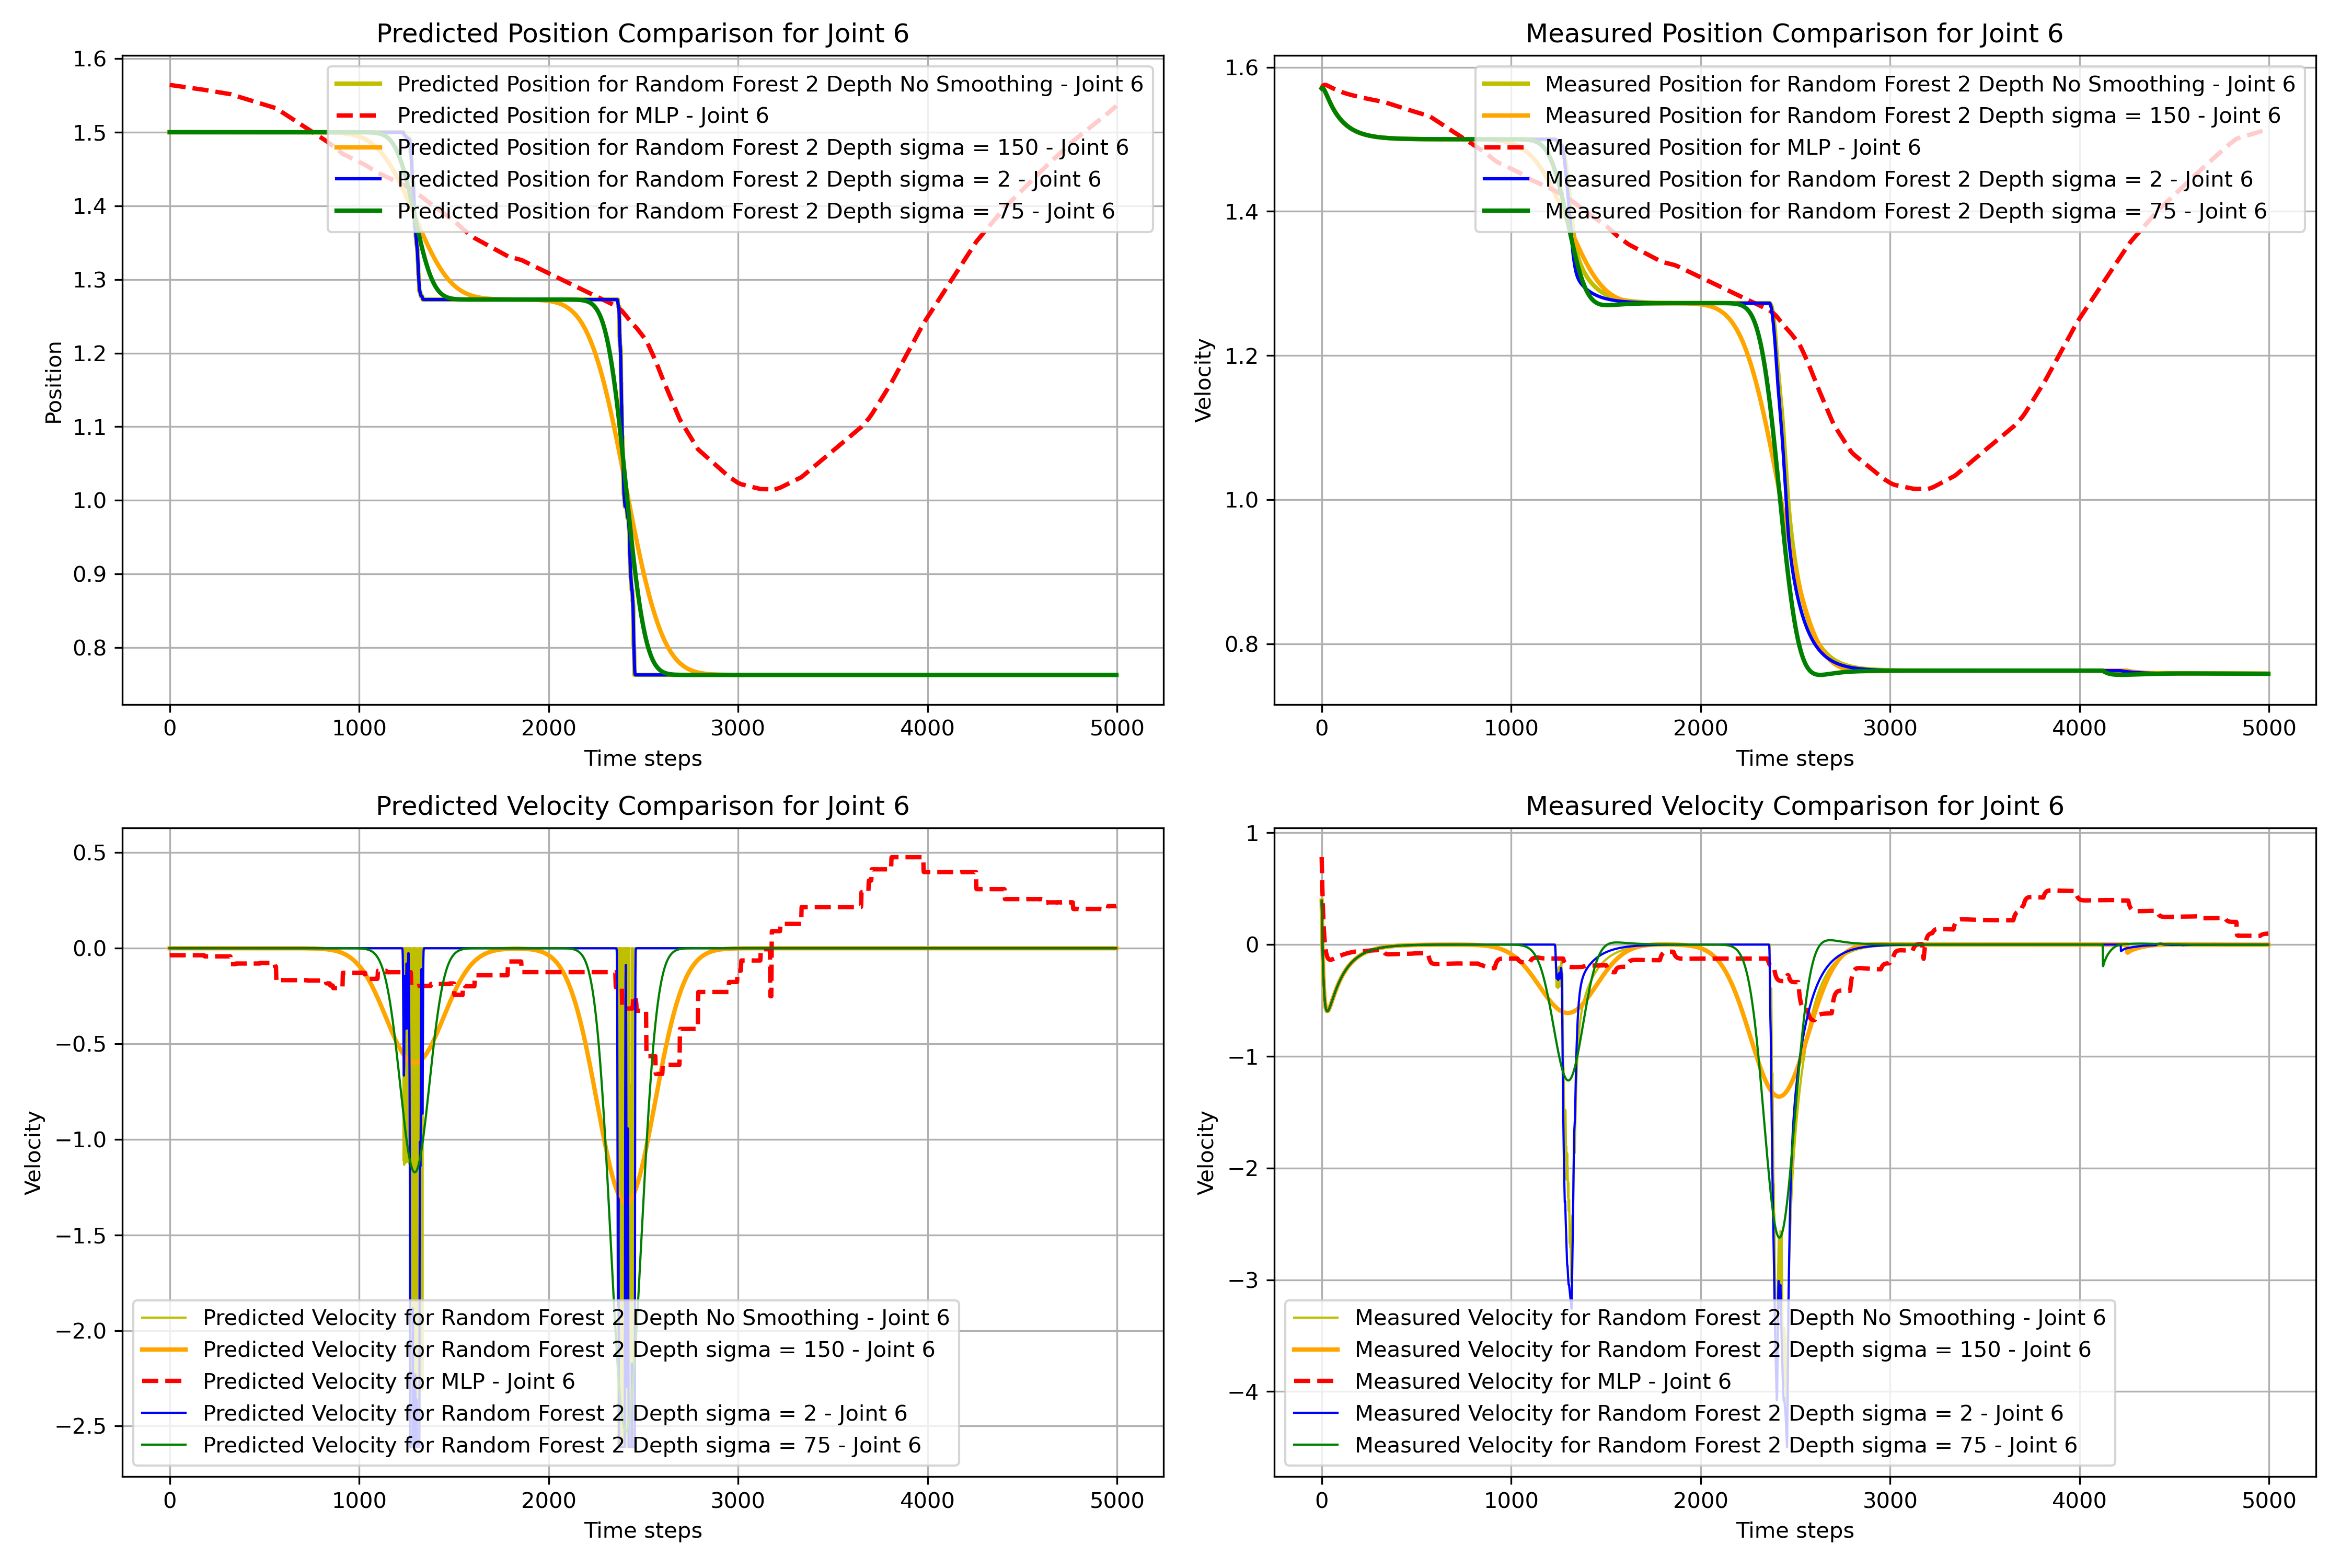 Predicted Position Comparison for Joint 6
Position
1.6
1.5
1.4
1.3
1.2
1.1
1.0
0.9
0.8
Predicted Position for Random Forest 2 Depth No Smoothing - Joint 6
Predicted Position for MLP - Joint 6
Predicted Position for Random Forest 2 Depth sigma = 150 - Joint 6
Predicted Position for Random Forest 2 Depth sigma = 2 - Joint 6
Predicted Position for Random Forest 2 Depth sigma = 75 - Joint 6
0 1000 2000 3000 4000 5000
Time steps
Measured Position Comparison for Joint 6
Velocity
1.6
1.4
1.2
1.0
0.8
Measured Position for Random Forest 2 Depth No Smoothing - Joint 6
Measured Position for Random Forest 2 Depth sigma = 150 - Joint 6
Measured Position for MLP - Joint 6
Measured Position for Random Forest 2 Depth sigma = 2 - Joint 6
Measured Position for Random Forest 2 Depth sigma = 75 - Joint 6
0 1000 2000 3000 4000 5000
Time steps
Predicted Velocity Comparison for Joint 6
Velocity
0.5
0.0
−0.5
−1.0
−1.5
−2.0
−2.5
Predicted Velocity for Random Forest 2 Depth No Smoothing - Joint 6
Predicted Velocity for Random Forest 2 Depth sigma = 150 - Joint 6
Predicted Velocity for MLP - Joint 6
Predicted Velocity for Random Forest 2 Depth sigma = 2 - Joint 6
Predicted Velocity for Random Forest 2 Depth sigma = 75 - Joint 6
0 1000 2000 3000 4000 5000
Time steps
Measured Velocity Comparison for Joint 6
Velocity
1
0
−1
−2
−3
−4
Measured Velocity for Random Forest 2 Depth No Smoothing - Joint 6
Measured Velocity for Random Forest 2 Depth sigma = 150 - Joint 6
Measured Velocity for MLP - Joint 6
Measured Velocity for Random Forest 2 Depth sigma = 2 - Joint 6
Measured Velocity for Random Forest 2 Depth sigma = 75 - Joint 6
0 1000 2000 3000 4000 5000
Time steps